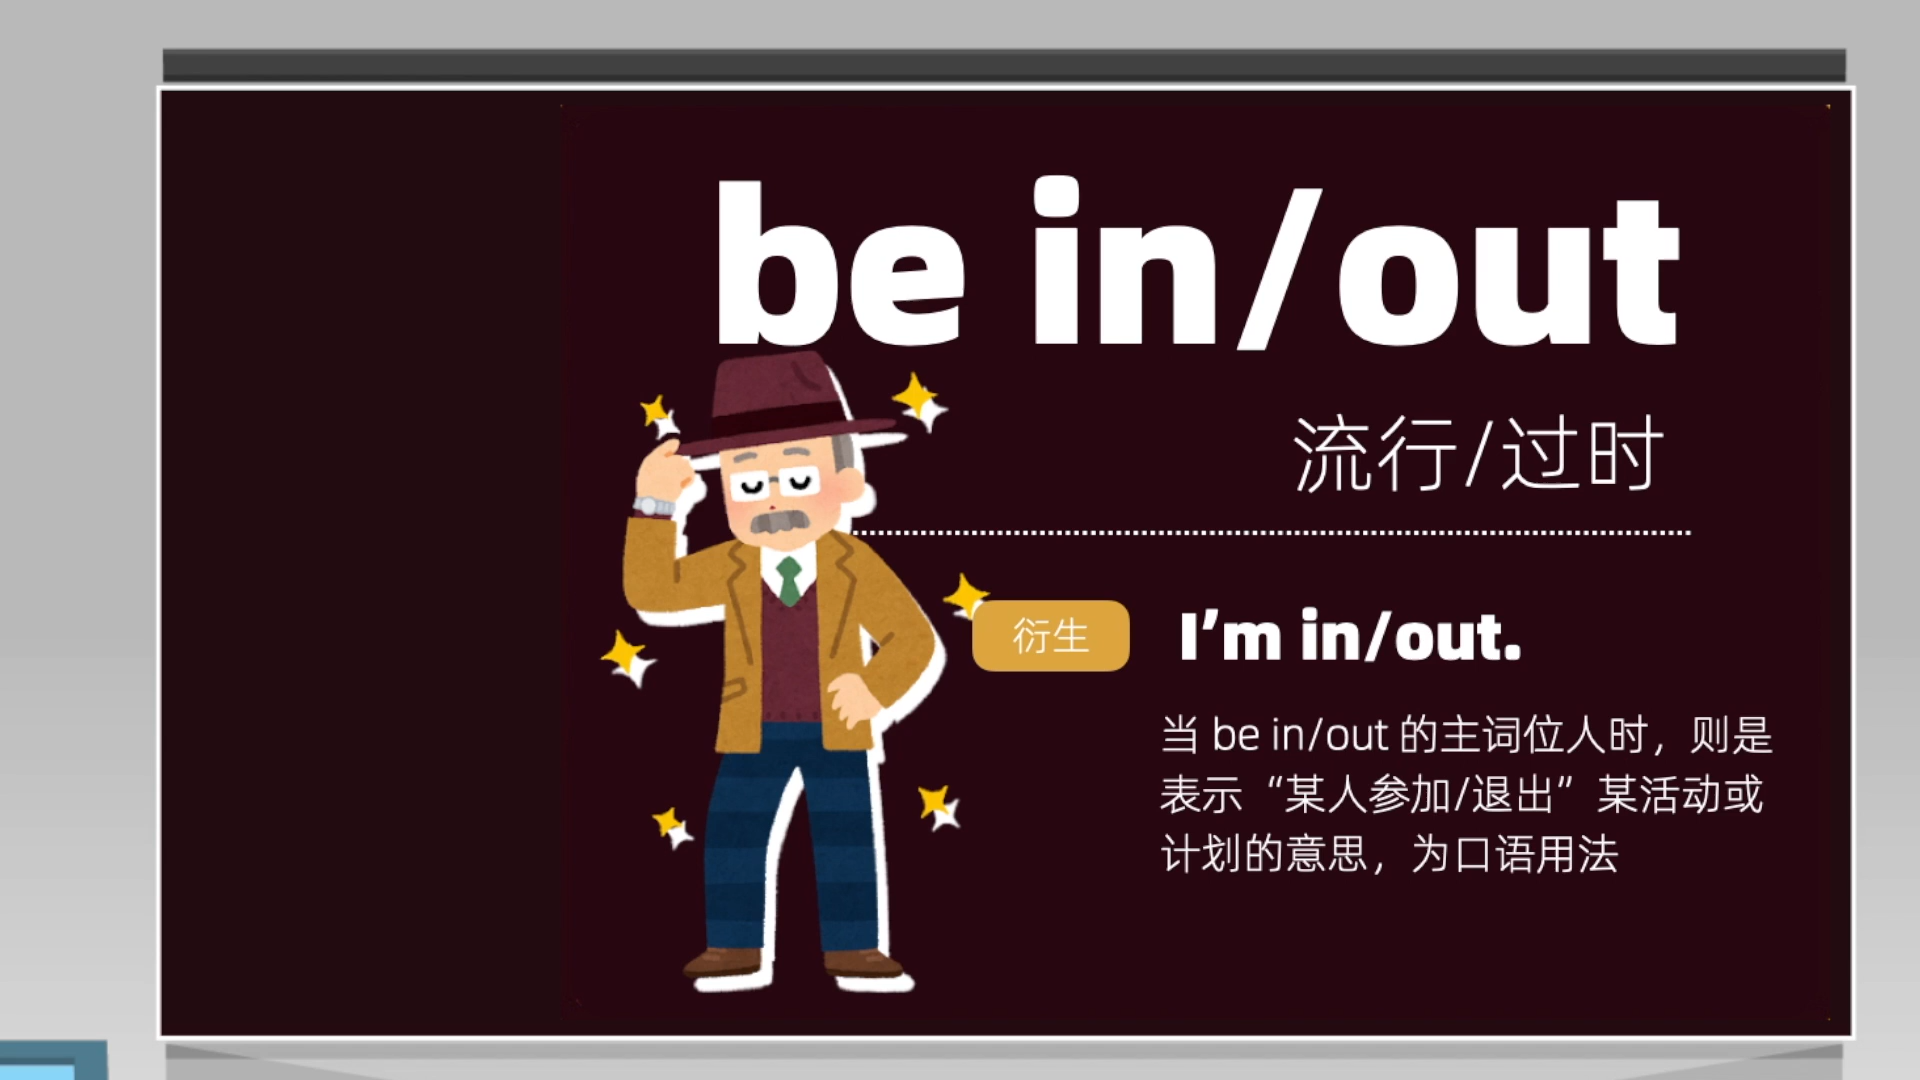 be in/out
流行/过时
衍生
I’m in/out.
当 be in/out 的主词位人时，则是
表示“某人参加/退出”某活动或
计划的意思，为口语用法